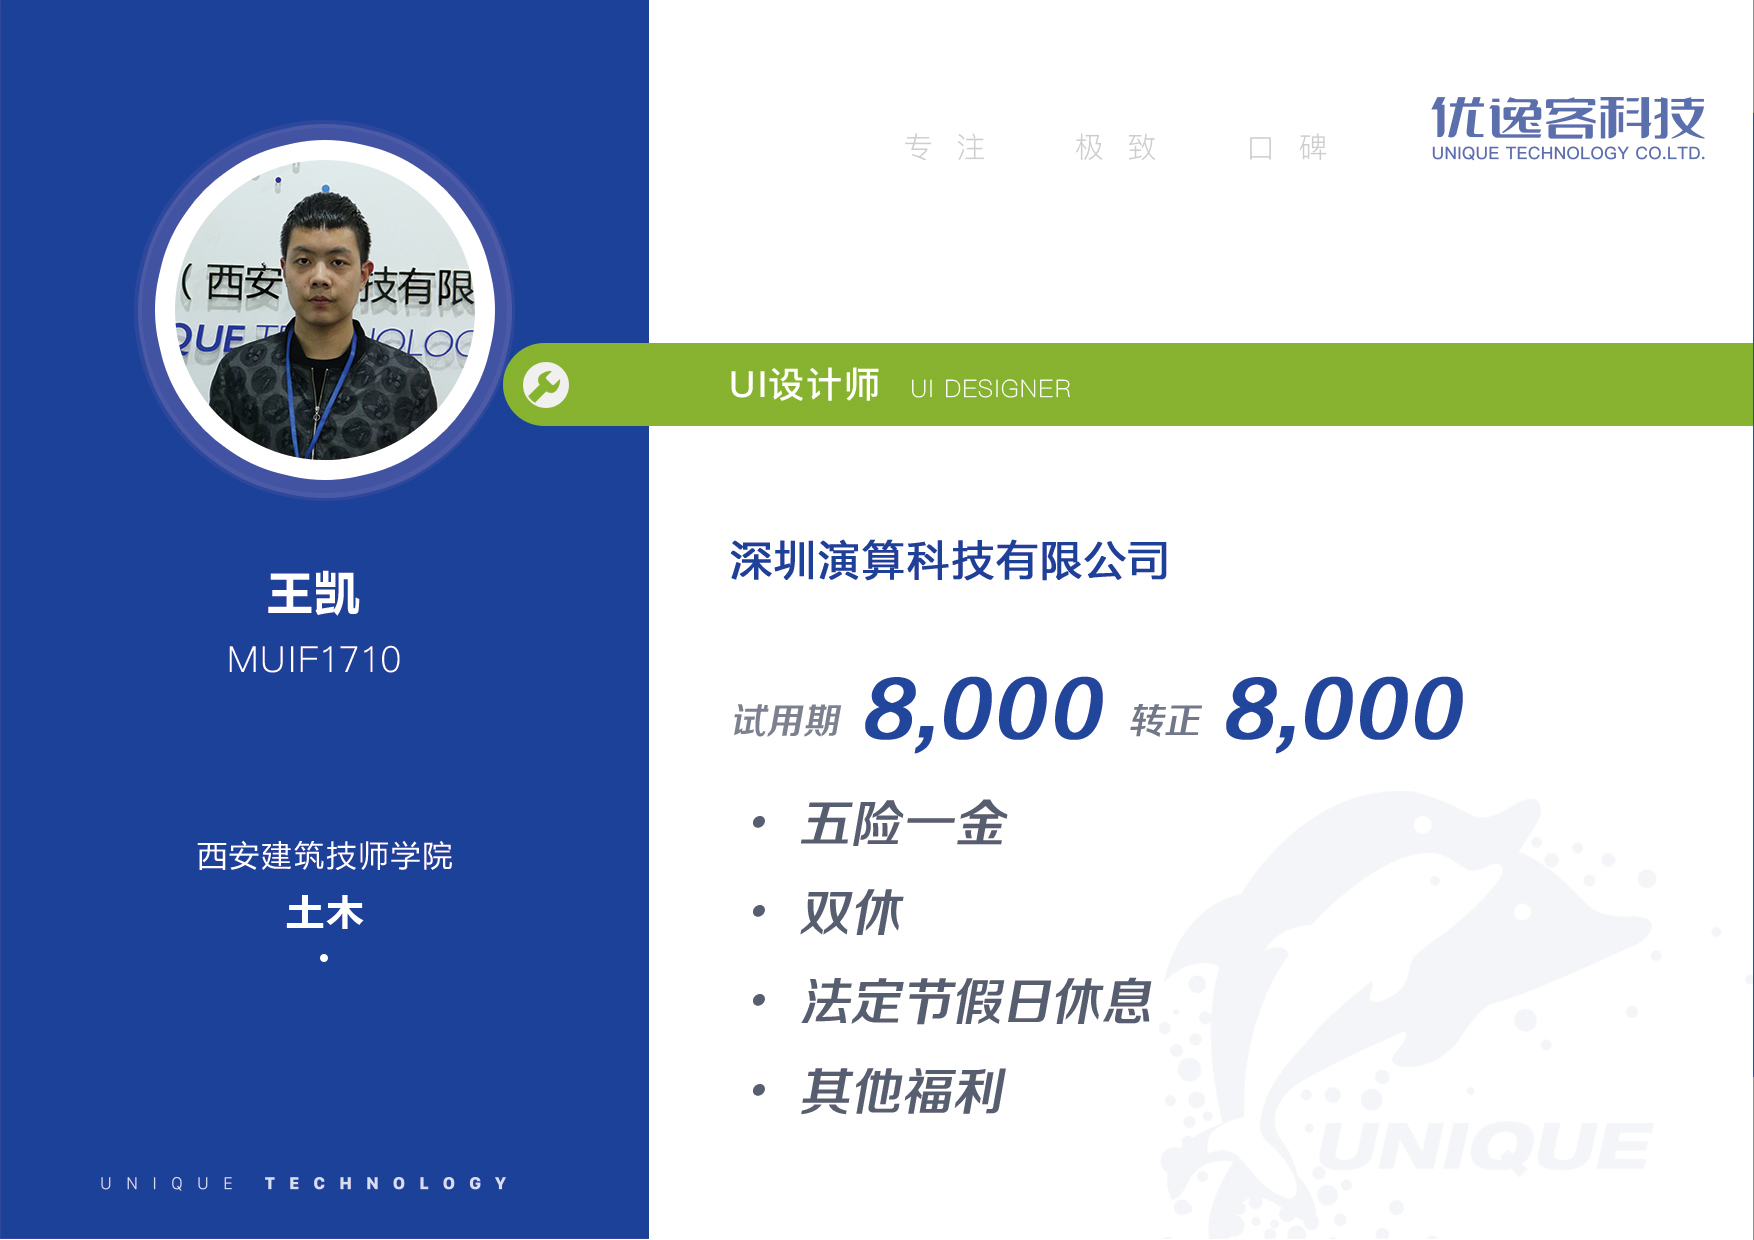 专注 极致 口碑
优逸客科技
UNIQUE TECHNOLOGY CO.LTD.
（西安 技有限
QUE TE NOLOG
UI设计师 UI DESIGNER
王凯
MUIF1710
西安建筑技师学院
土木
UNIQUE TECHNOLOGY
深圳演算科技有限公司
试用期 8,000 转正 8,000
• 五险一金
• 双休
• 法定节假日休息
• 其他福利
UNIQUE